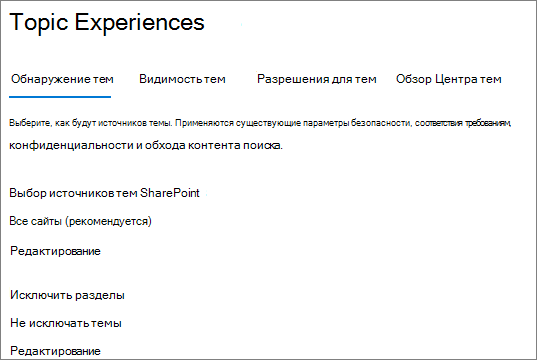 Topic Experiences
Обнаружение тем Видимость тем Разрешения для тем Обзор Центра тем
Выберите, как будут источников темы. Применяются существующие параметры безопасности, соответствия требованиям,
конфиденциальности и обхода контента поиска.
Выбор источников тем SharePoint
Все сайты (рекомендуется)
Редактирование
Исключить разделы
Не исключать темы
Редактирование